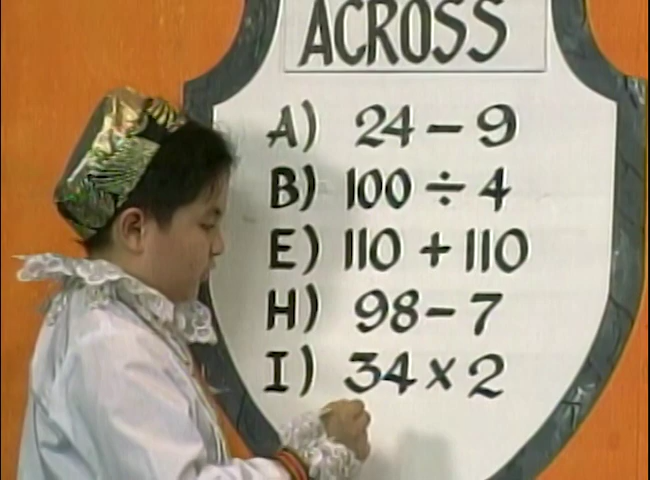 ACROSS
A) 24 – 9
B) 100 ÷ 4
E) 110 + 110
H) 98 – 7
I) 34 x 2